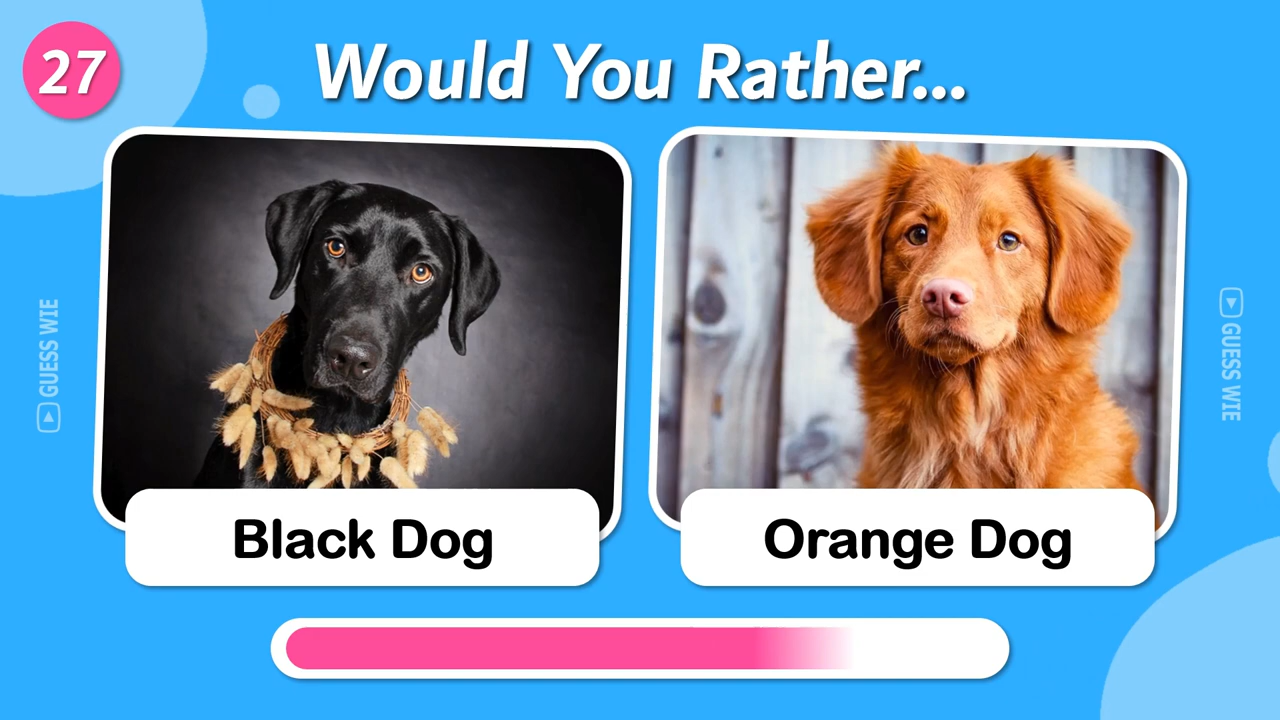 27
Would You Rather...
GUESS WIE
GUESS WIE
Black Dog
Orange Dog